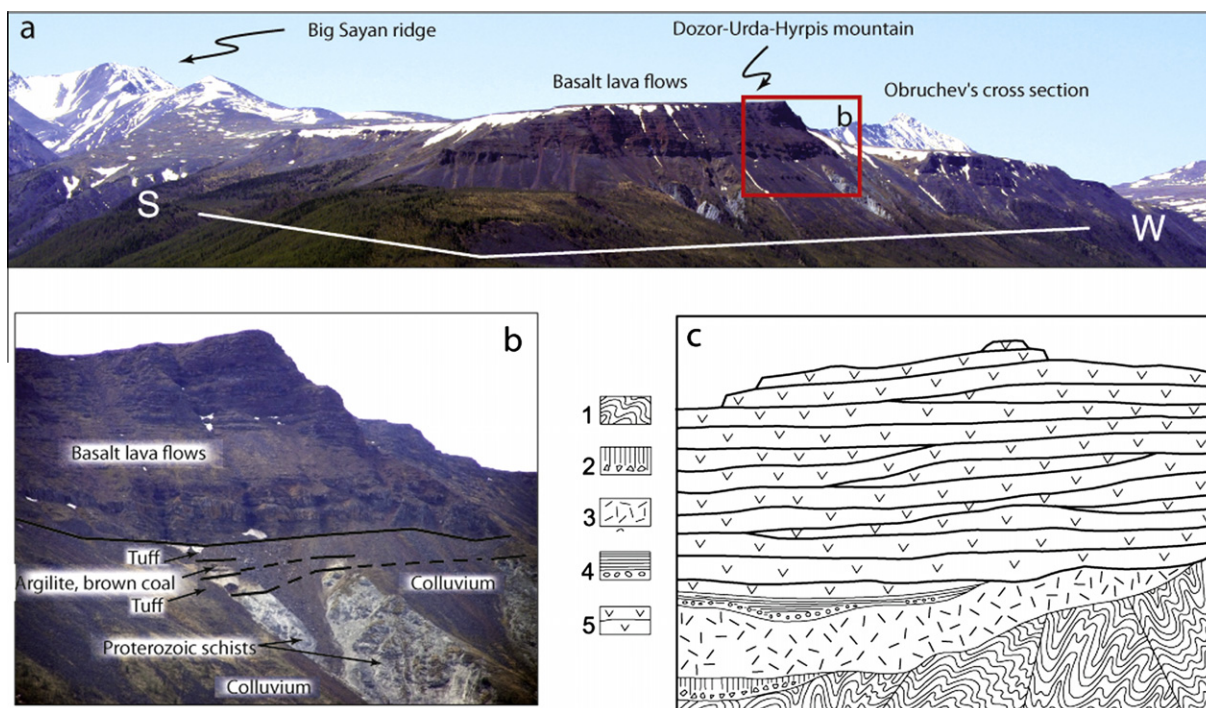 a
Big Sayan ridge
Dozor-Urda-Hyrpis mountain
Basalt lava flows
Obruchev's cross section
b
S
W
b
Basalt lava flows
Tuff
Argilite, brown coal
Tuff
Colluvium
Proterozoic schists
Colluvium
1
2
3
4
5
c